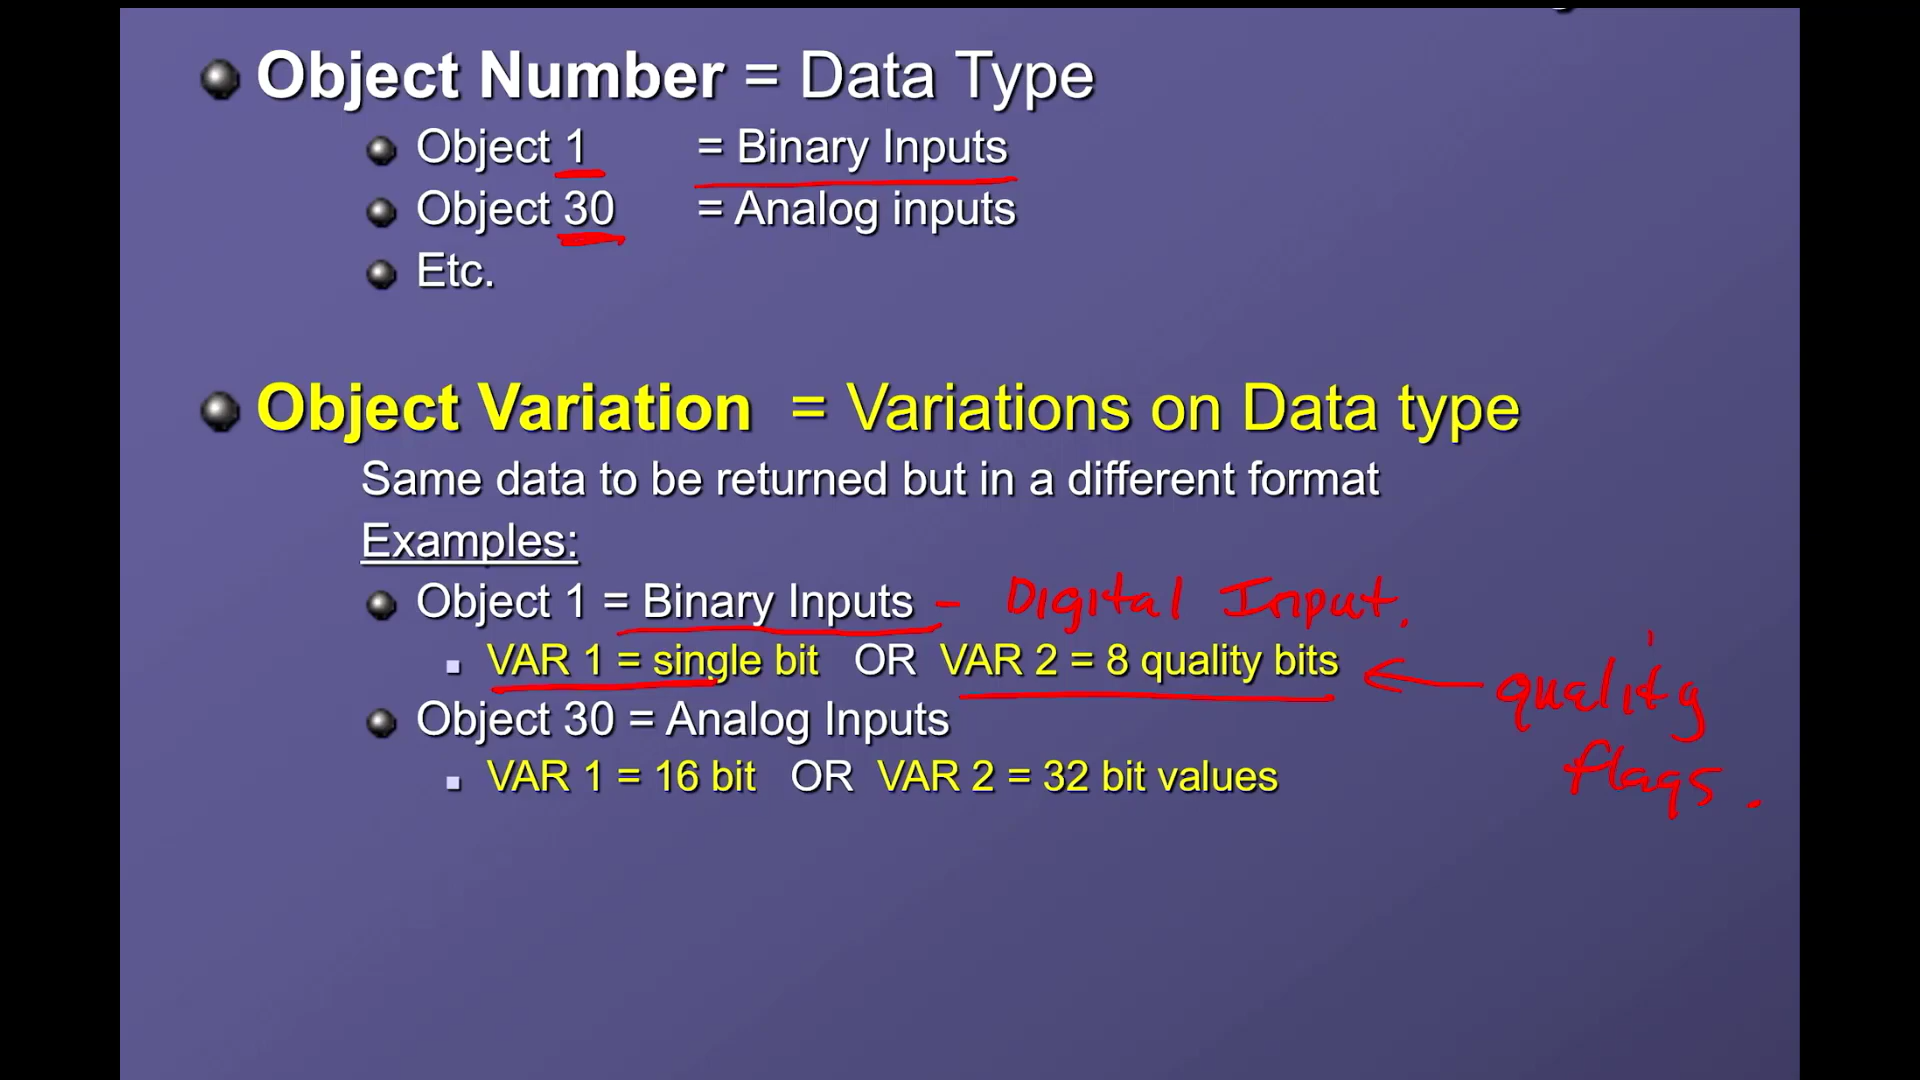 Object Number = Data Type
Object 1 = Binary Inputs
Object 30 = Analog inputs
Etc.
Object Variation = Variations on Data type
Same data to be returned but in a different format
Examples:
Object 1 = Binary Inputs - Digital Input.
VAR 1 = single bit OR VAR 2 = 8 quality bits
quality
flags.
Object 30 = Analog Inputs
VAR 1 = 16 bit OR VAR 2 = 32 bit values